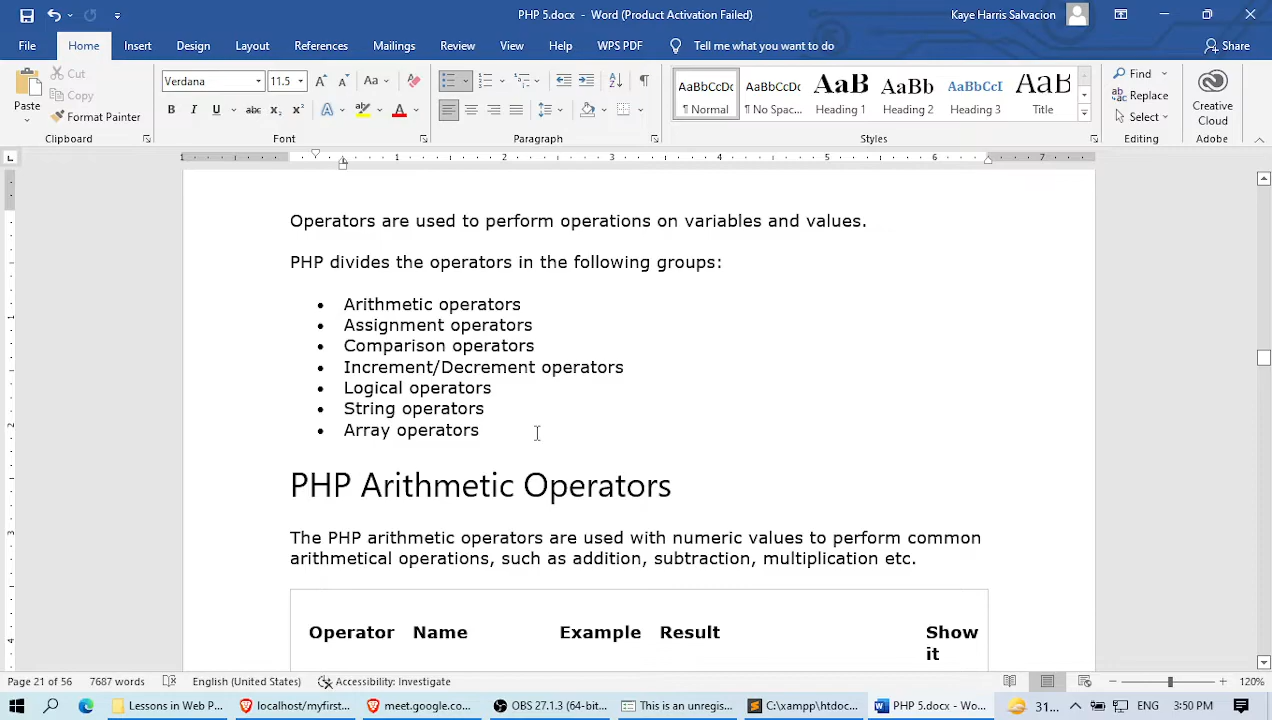 PHP 5.docx - Word (Product Activation Failed)
Kaye Harris Salvacion
File Home Insert Design Layout References Mailings Review View Help WPS PDF Tell me what you want to do Share
Paste Cut Copy Format Painter
Verdana 11.5
AaBbCcDc ¶ Normal
AaBbCcDc ¶ No Spac...
AaB Heading 1
AaBb Heading 2
AaBbCcI Heading 3
AaB Title
Find Replace Select
Creative Cloud
Clipboard Font Paragraph Styles Editing Adobe
Operators are used to perform operations on variables and values.
PHP divides the operators in the following groups:
• Arithmetic operators
• Assignment operators
• Comparison operators
• Increment/Decrement operators
• Logical operators
• String operators
• Array operators
PHP Arithmetic Operators
The PHP arithmetic operators are used with numeric values to perform common
arithmetical operations, such as addition, subtraction, multiplication etc.
Operator Name Example Result Show
it
Page 21 of 56 7687 words English (United States) Accessibility: Investigate 120%
Lessons in Web P... localhost/myfirst... meet.google.co... OBS 27.1.3 (64-bit... This is an unregis... C:\xampp\htdoc... PHP 5.docx - Wo... 31... ENG 3:50 PM